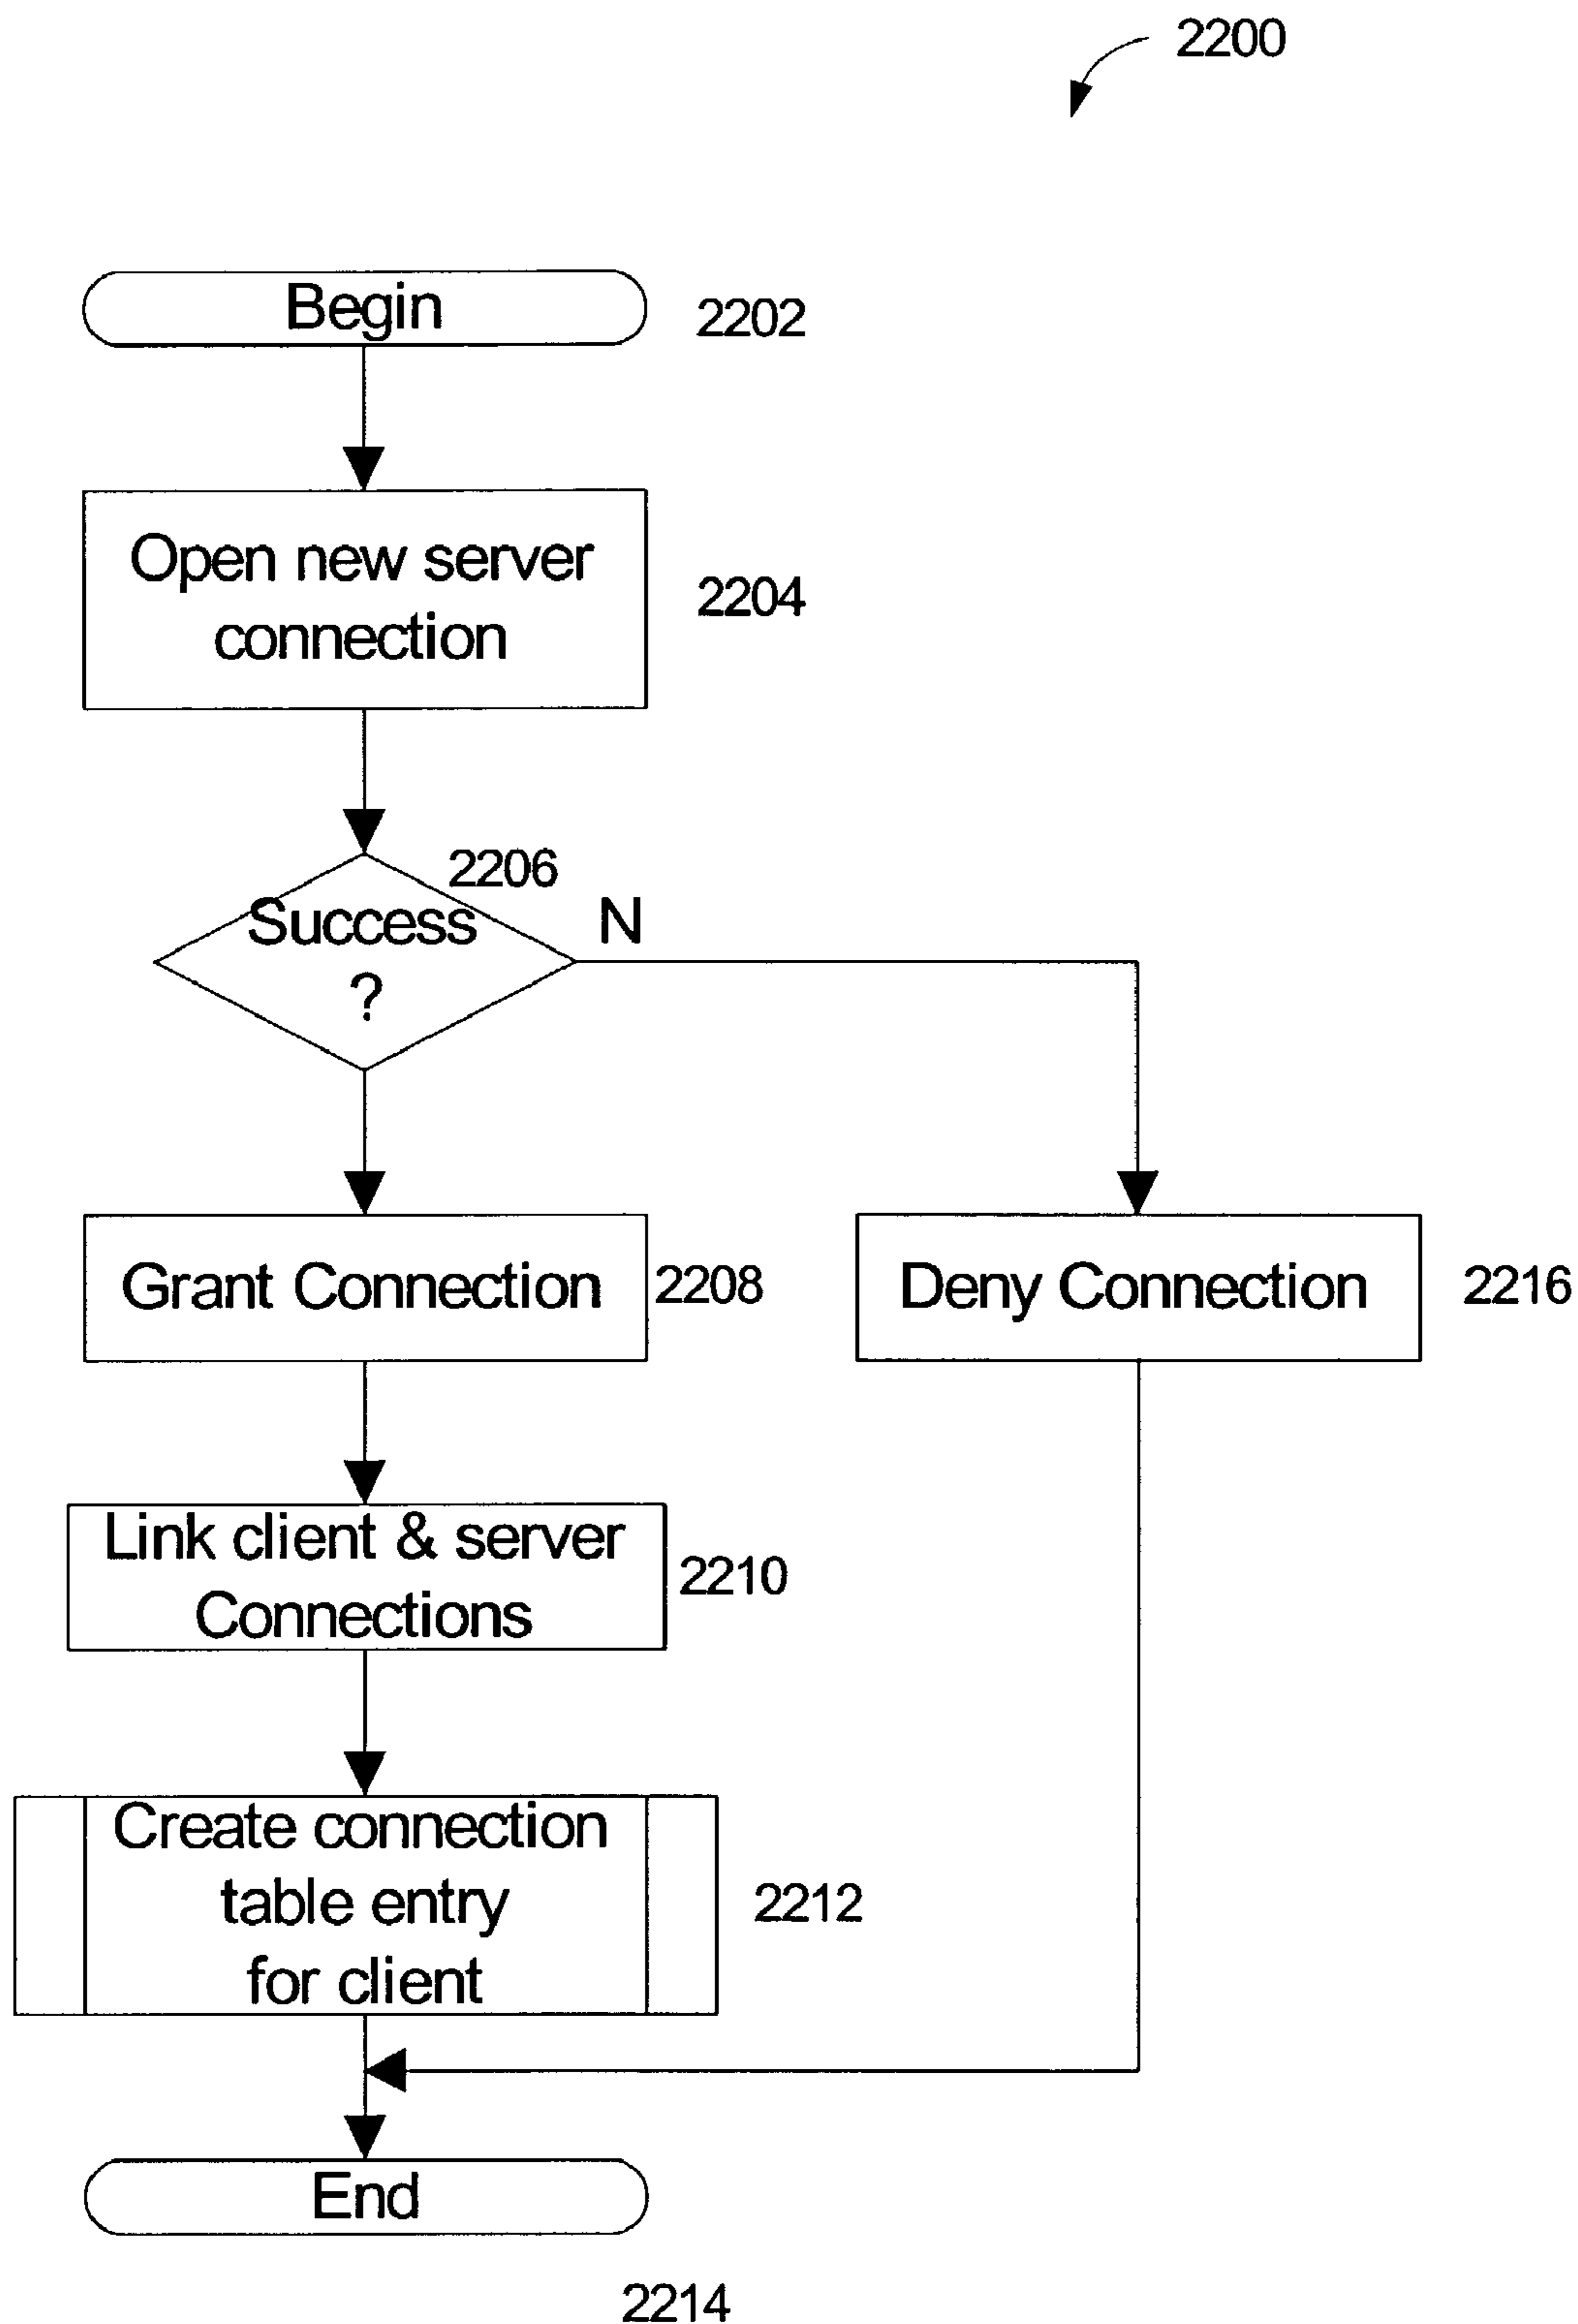 2200
Begin
2202
Open new server
connection
2204
2206
Success
?
N
Grant Connection
2208
Deny Connection
2216
Link client & server
Connections
2210
Create connection
table entry
for client
2212
End
2214